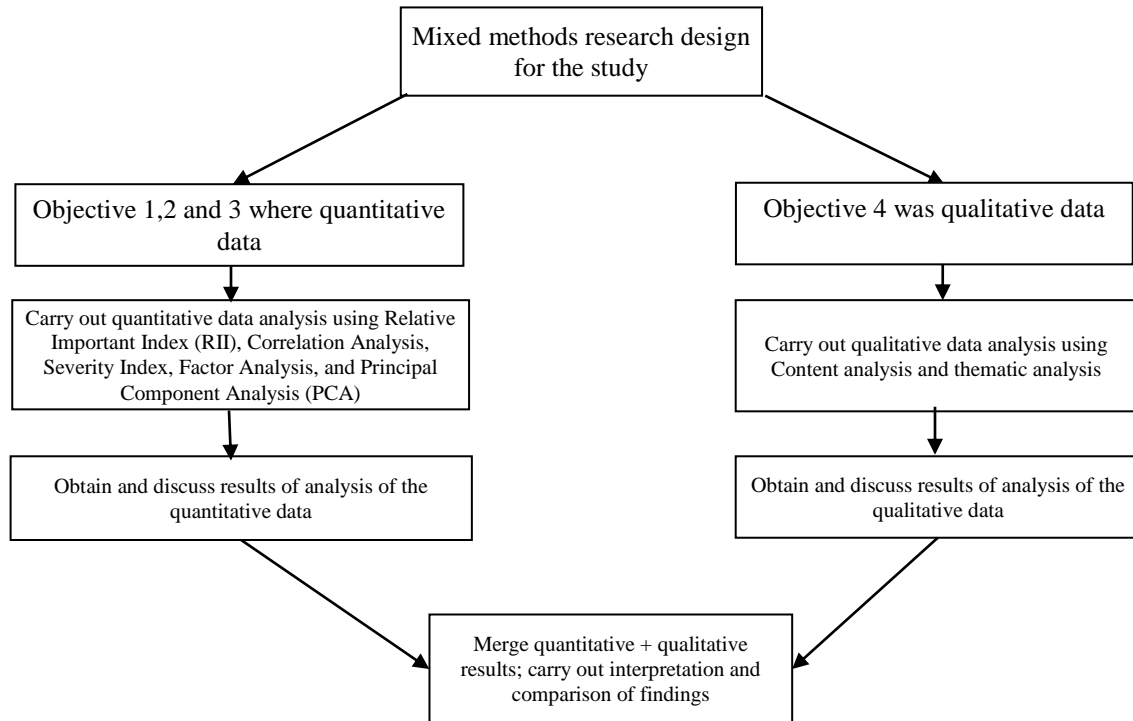 Mixed methods research design
for the study
Objective 1,2 and 3 where quantitative
data
Objective 4 was qualitative data
Carry out quantitative data analysis using Relative
Important Index (RII), Correlation Analysis,
Severity Index, Factor Analysis, and Principal
Component Analysis (PCA)
Carry out qualitative data analysis using
Content analysis and thematic analysis
Obtain and discuss results of analysis of the
quantitative data
Obtain and discuss results of analysis of the
qualitative data
Merge quantitative + qualitative
results; carry out interpretation and
comparison of findings